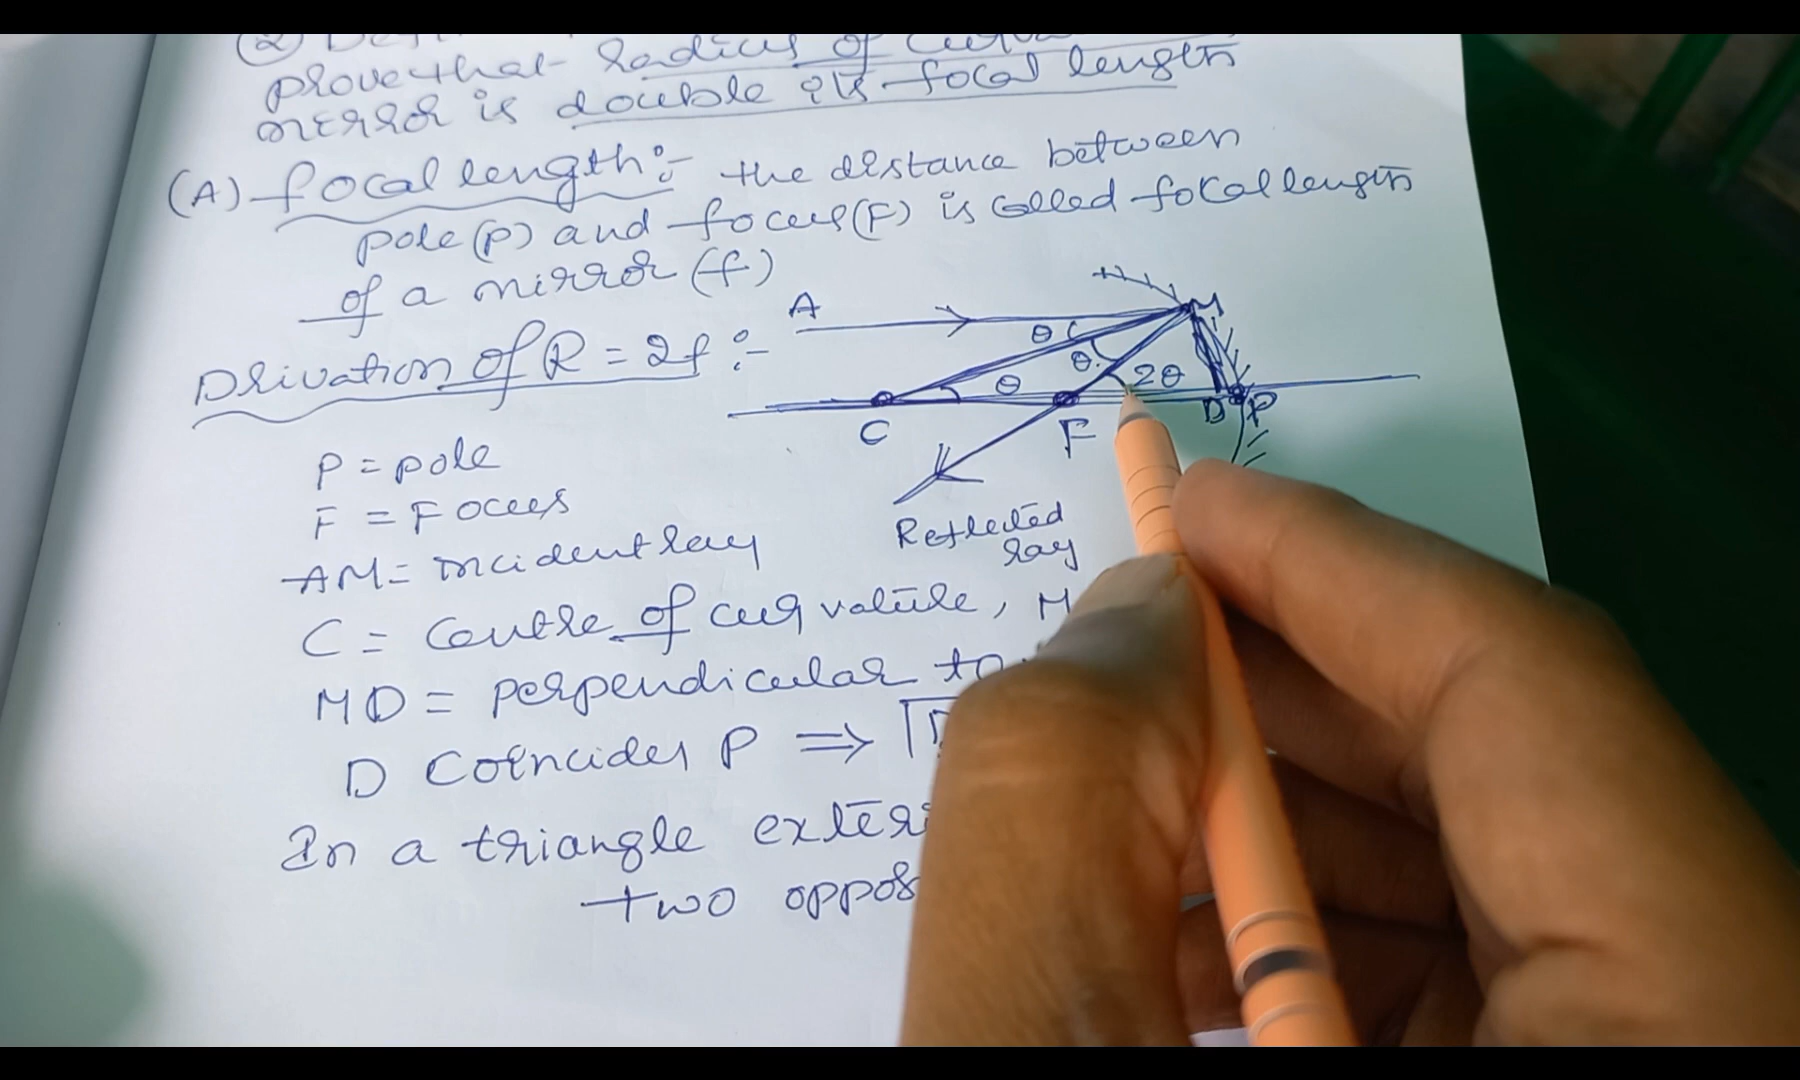 prove that radius of
mirror is double its focal length
(A) focal length :- the distance between
pole (P) and focus (F) is called focal length
of a mirror (f)
Drivation of R = 2f :-
A
M
θ
θ
θ
2θ
C
F
D P
Reflected
ray
P = pole
F = Focus
AM = incident ray
C = Centre of curvature, M
MD = perpendicular to
D Coincides P ⇒ D
In a triangle exteri
two oppos